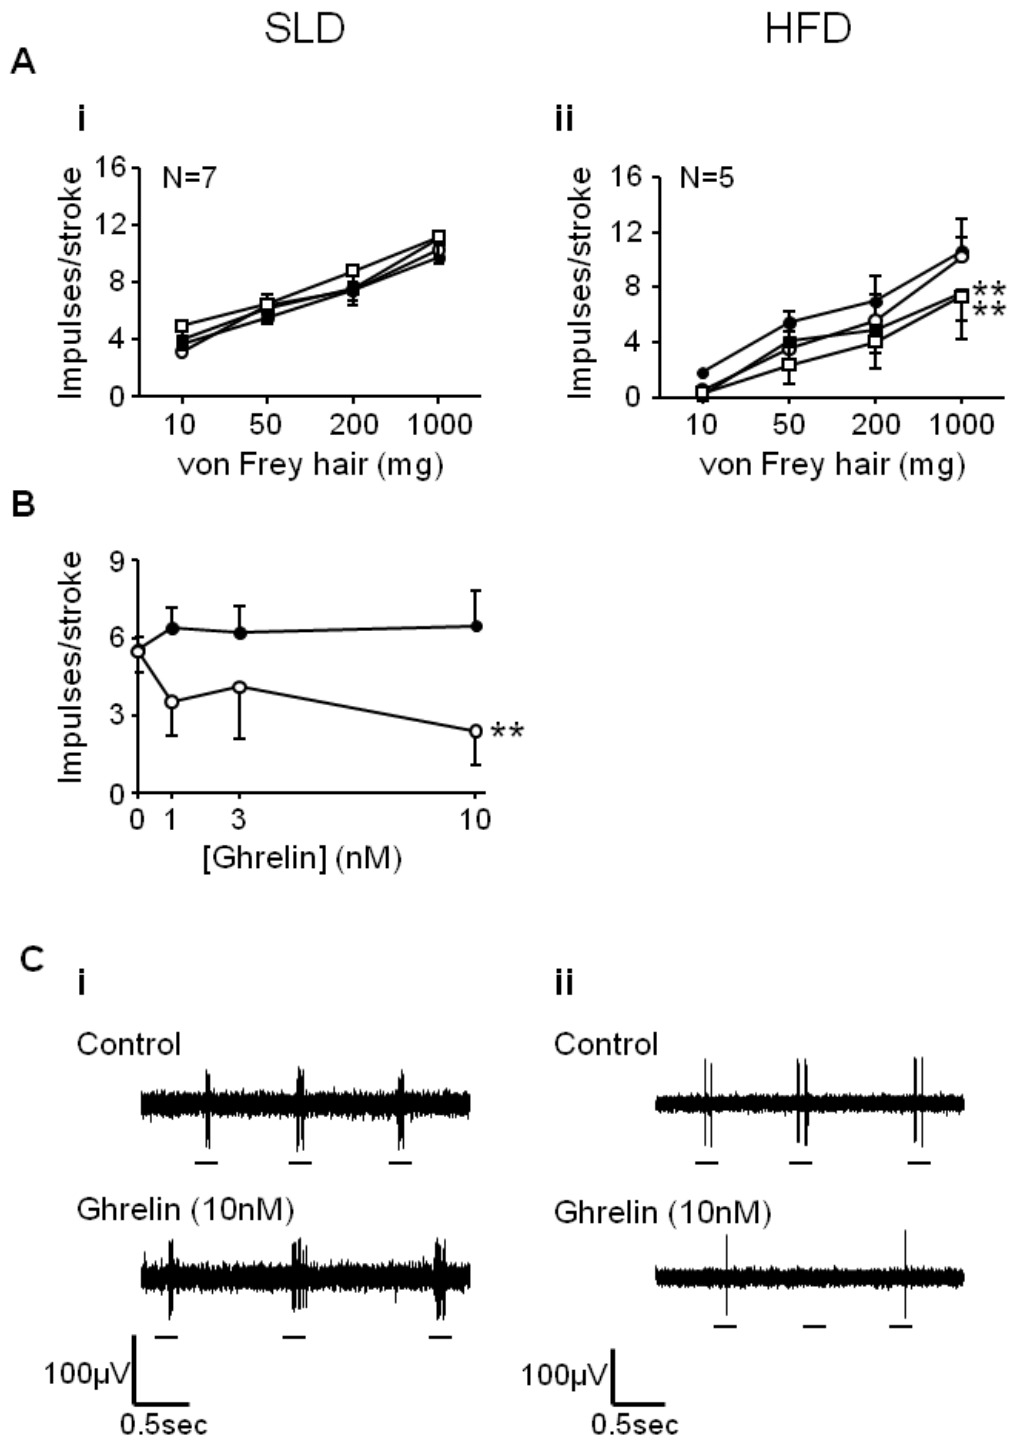 SLD
HFD
A
i
ii
Impulses/stroke
16
12
8
4
0
N=7
10 50 200 1000
von Frey hair (mg)
Impulses/stroke
16
12
8
4
0
N=5
**
**
10 50 200 1000
von Frey hair (mg)
B
Impulses/stroke
9
6
3
0
**
0 1 3 10
[Ghrelin] (nM)
C
i
ii
Control
Control
Ghrelin (10nM)
Ghrelin (10nM)
100µV
0.5sec
100µV
0.5sec